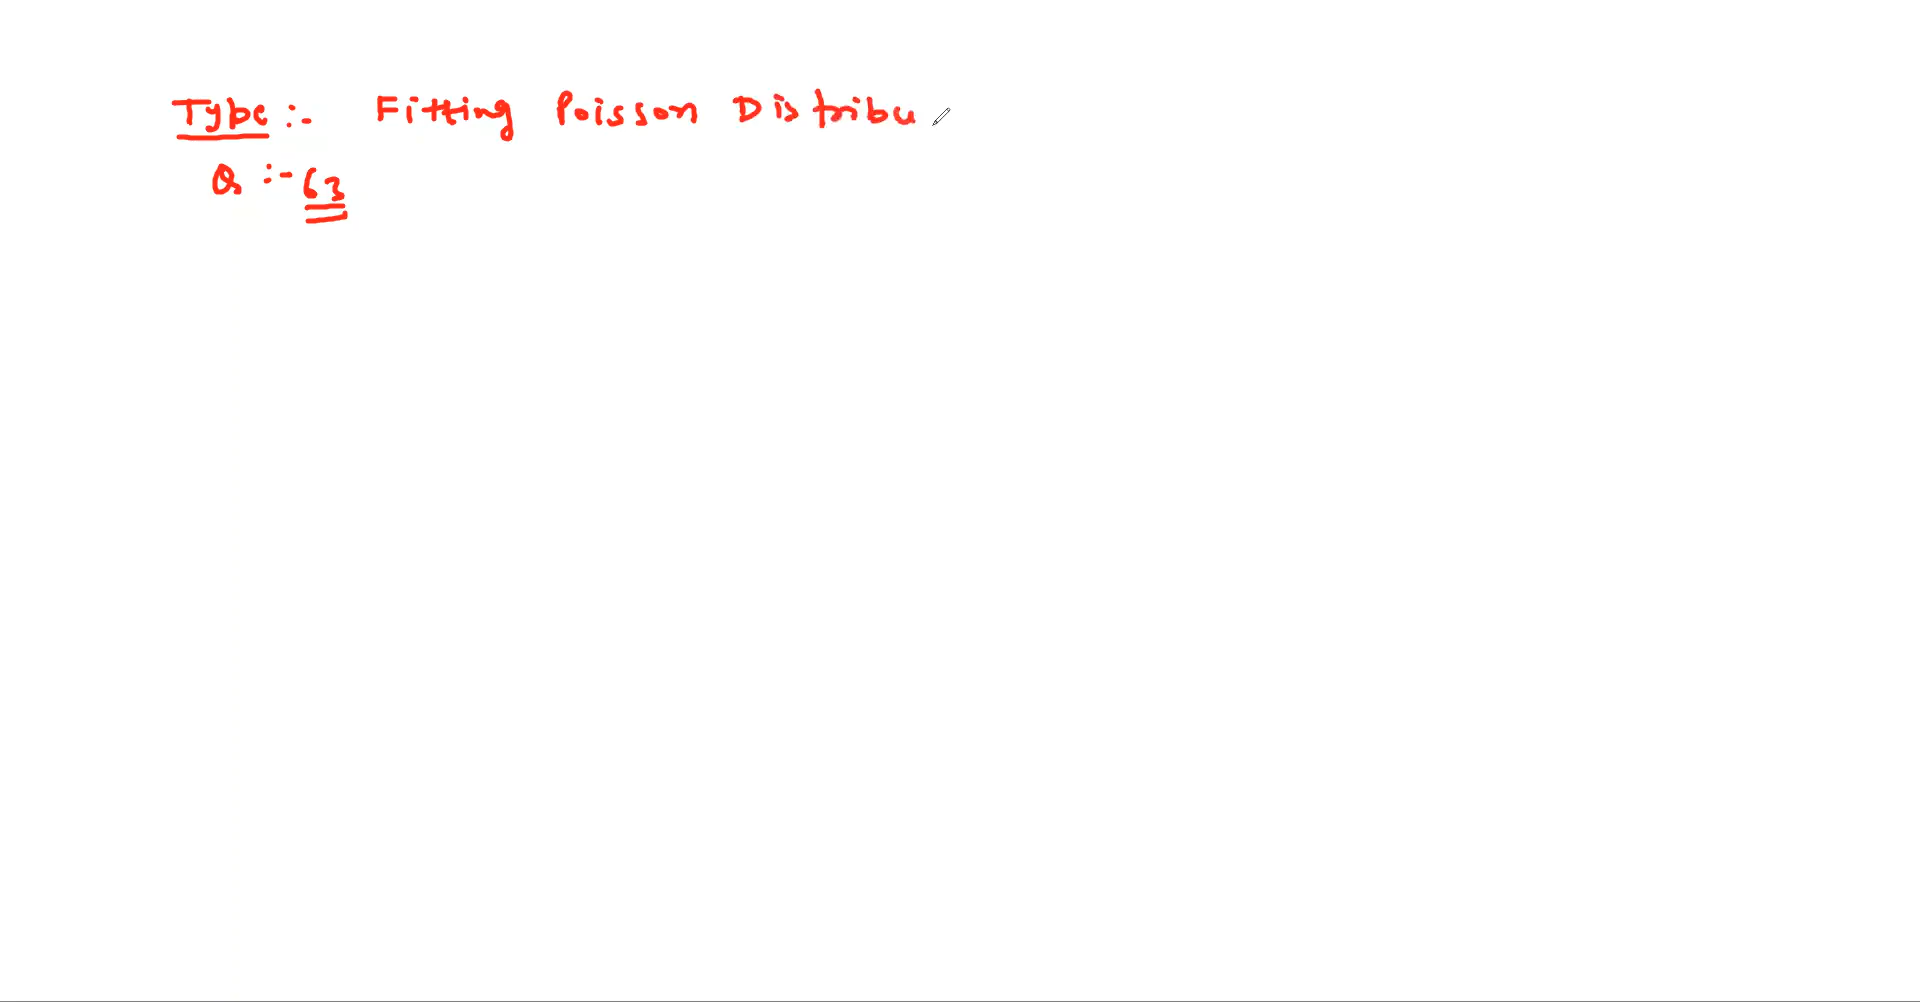 Type :- Fitting Poisson Distribu
Q :- 63